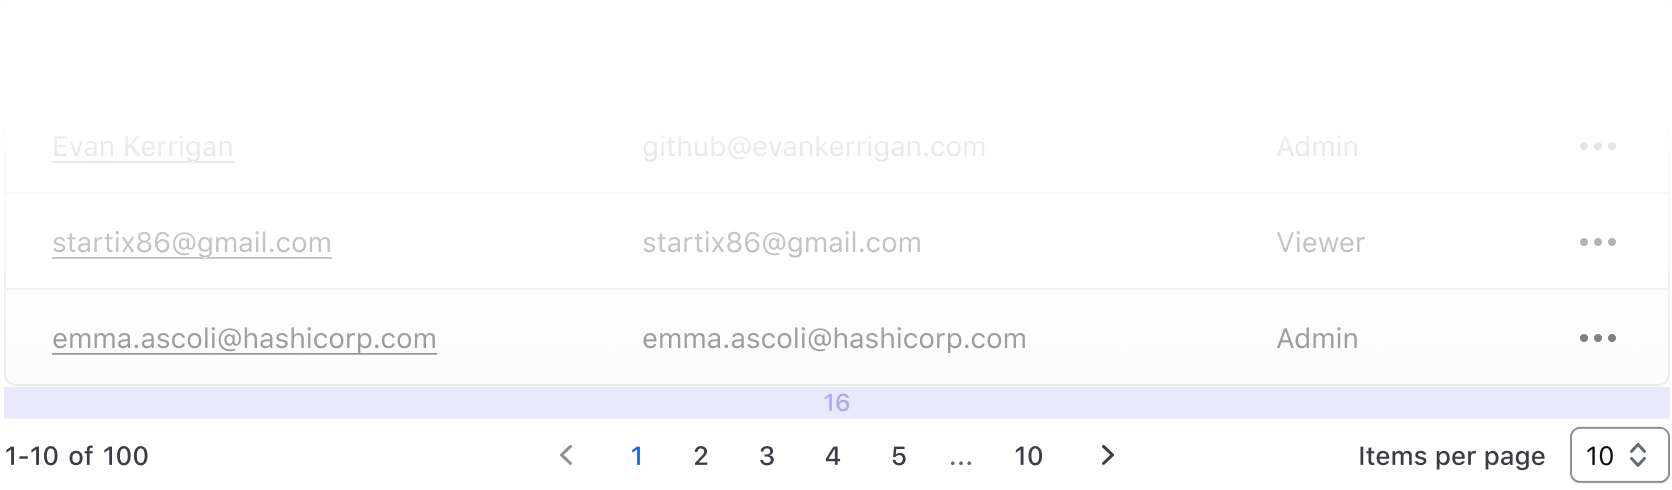 Evan Kerrigan github@evankerrigan.com Admin •••
startix86@gmail.com startix86@gmail.com Viewer •••
emma.ascoli@hashicorp.com emma.ascoli@hashicorp.com Admin •••
16
1-10 of 100 1 2 3 4 5 ... 10 Items per page 10